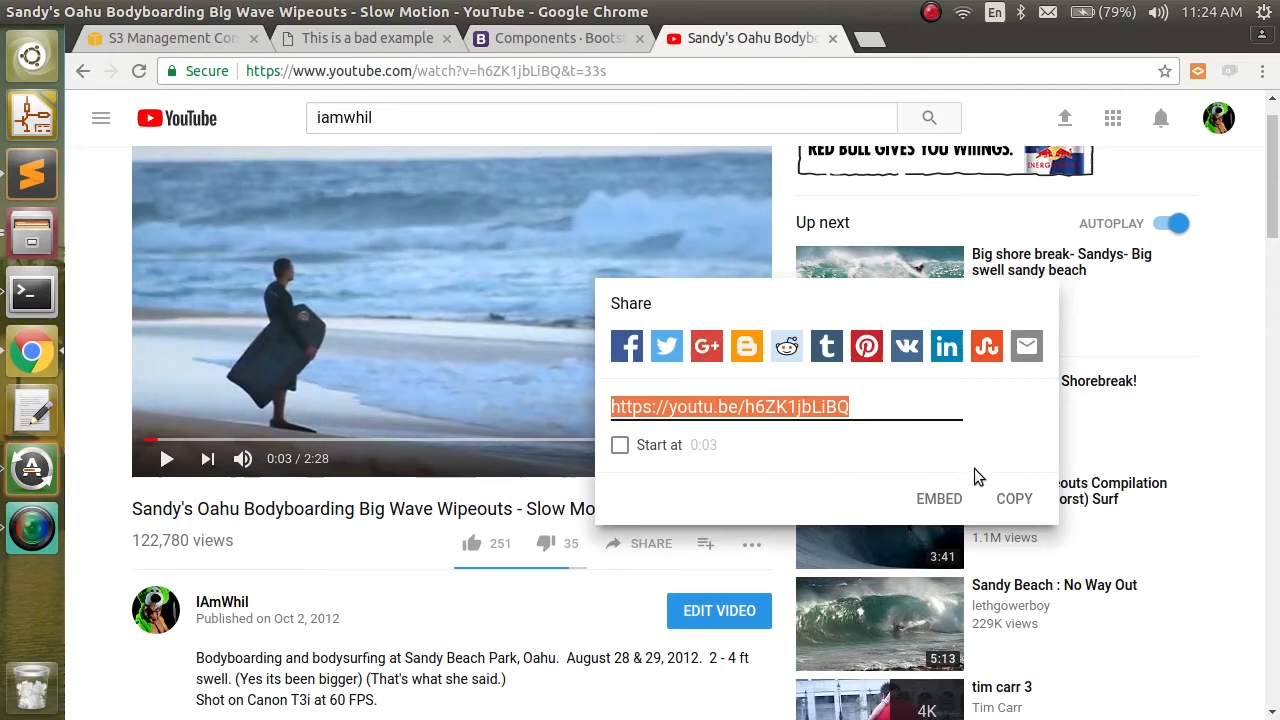 Sandy's Oahu Bodyboarding Big Wave Wipeouts - Slow Motion - YouTube - Google Chrome
En
(79%)
11:24 AM
S3 Management Con
This is a bad example
Components · Boots
Sandy's Oahu Bodyb
Secure
https://www.youtube.com/watch?v=h6ZK1jbLiBQ&t=33s
YouTube
iamwhil
RED BULL GIVES YOU WIIINGS.
Up next
AUTOPLAY
Big shore break- Sandys- Big
swell sandy beach
Share
https://youtu.be/h6ZK1jbLiBQ
Start at
0:03
EMBED
COPY
Shorebreak!
0:03 / 2:28
eouts Compilation
orst) Surf
1.1M views
3:41
Sandy's Oahu Bodyboarding Big Wave Wipeouts - Slow Mo
122,780 views
251
35
SHARE
Sandy Beach : No Way Out
lethgowerboy
229K views
5:13
IAmWhil
Published on Oct 2, 2012
EDIT VIDEO
Bodyboarding and bodysurfing at Sandy Beach Park, Oahu. August 28 & 29, 2012. 2 - 4 ft
swell. (Yes its been bigger) (That's what she said.)
Shot on Canon T3i at 60 FPS.
tim carr 3
Tim Carr
4K